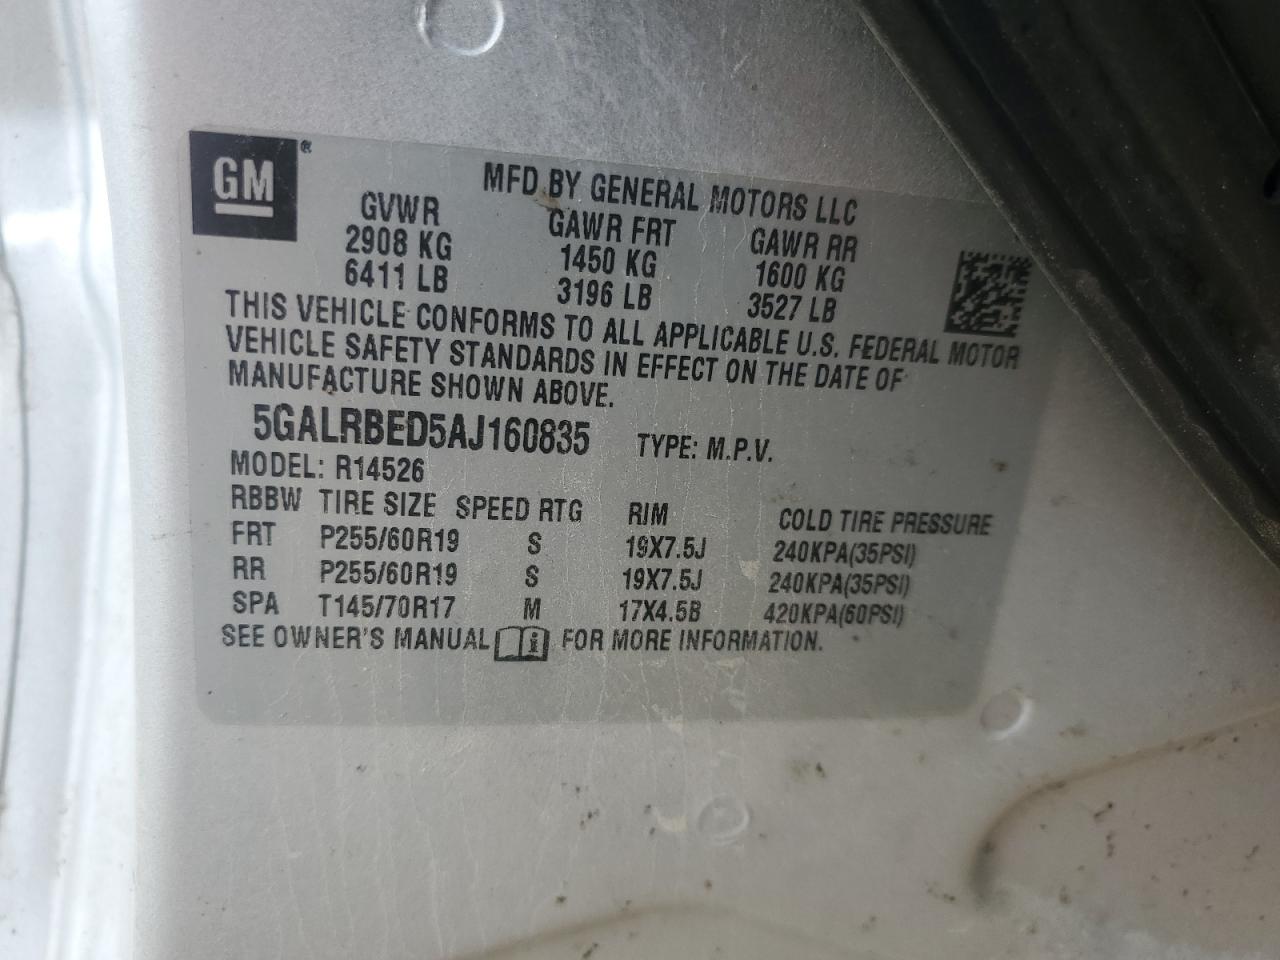 GM®
MFD BY GENERAL MOTORS LLC
GVWR GAWR FRT GAWR RR
2908 KG 1450 KG 1600 KG
6411 LB 3196 LB 3527 LB
THIS VEHICLE CONFORMS TO ALL APPLICABLE U.S. FEDERAL MOTOR
VEHICLE SAFETY STANDARDS IN EFFECT ON THE DATE OF
MANUFACTURE SHOWN ABOVE.
5GALRBED5AJ160835 TYPE: M.P.V.
MODEL: R14526
RBBW TIRE SIZE SPEED RTG RIM COLD TIRE PRESSURE
FRT P255/60R19 S 19X7.5J 240KPA(35PSI)
RR P255/60R19 S 19X7.5J 240KPA(35PSI)
SPA T145/70R17 M 17X4.5B 420KPA(60PSI)
SEE OWNER'S MANUAL i FOR MORE INFORMATION.